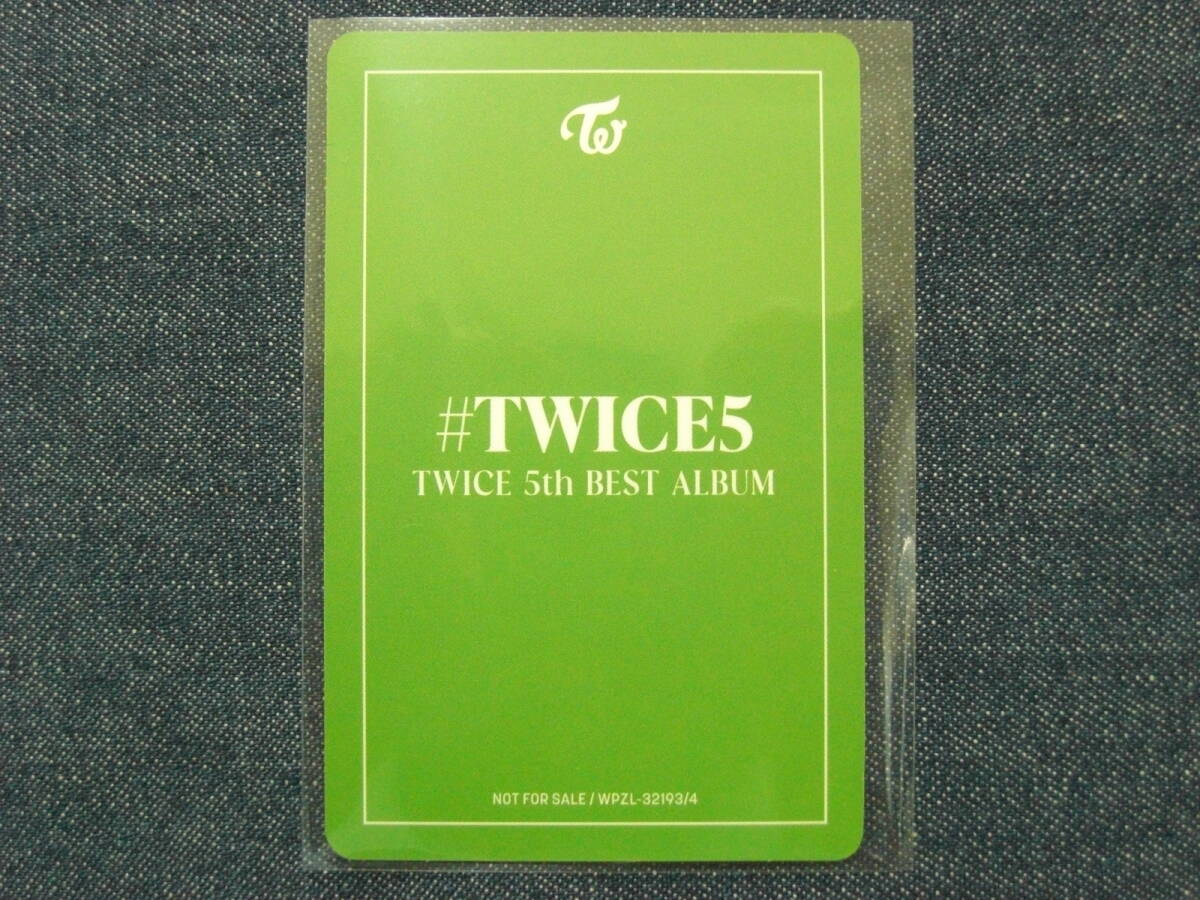 TW
#TWICE5
TWICE 5th BEST ALBUM
NOT FOR SALE / WPZL-32193/4